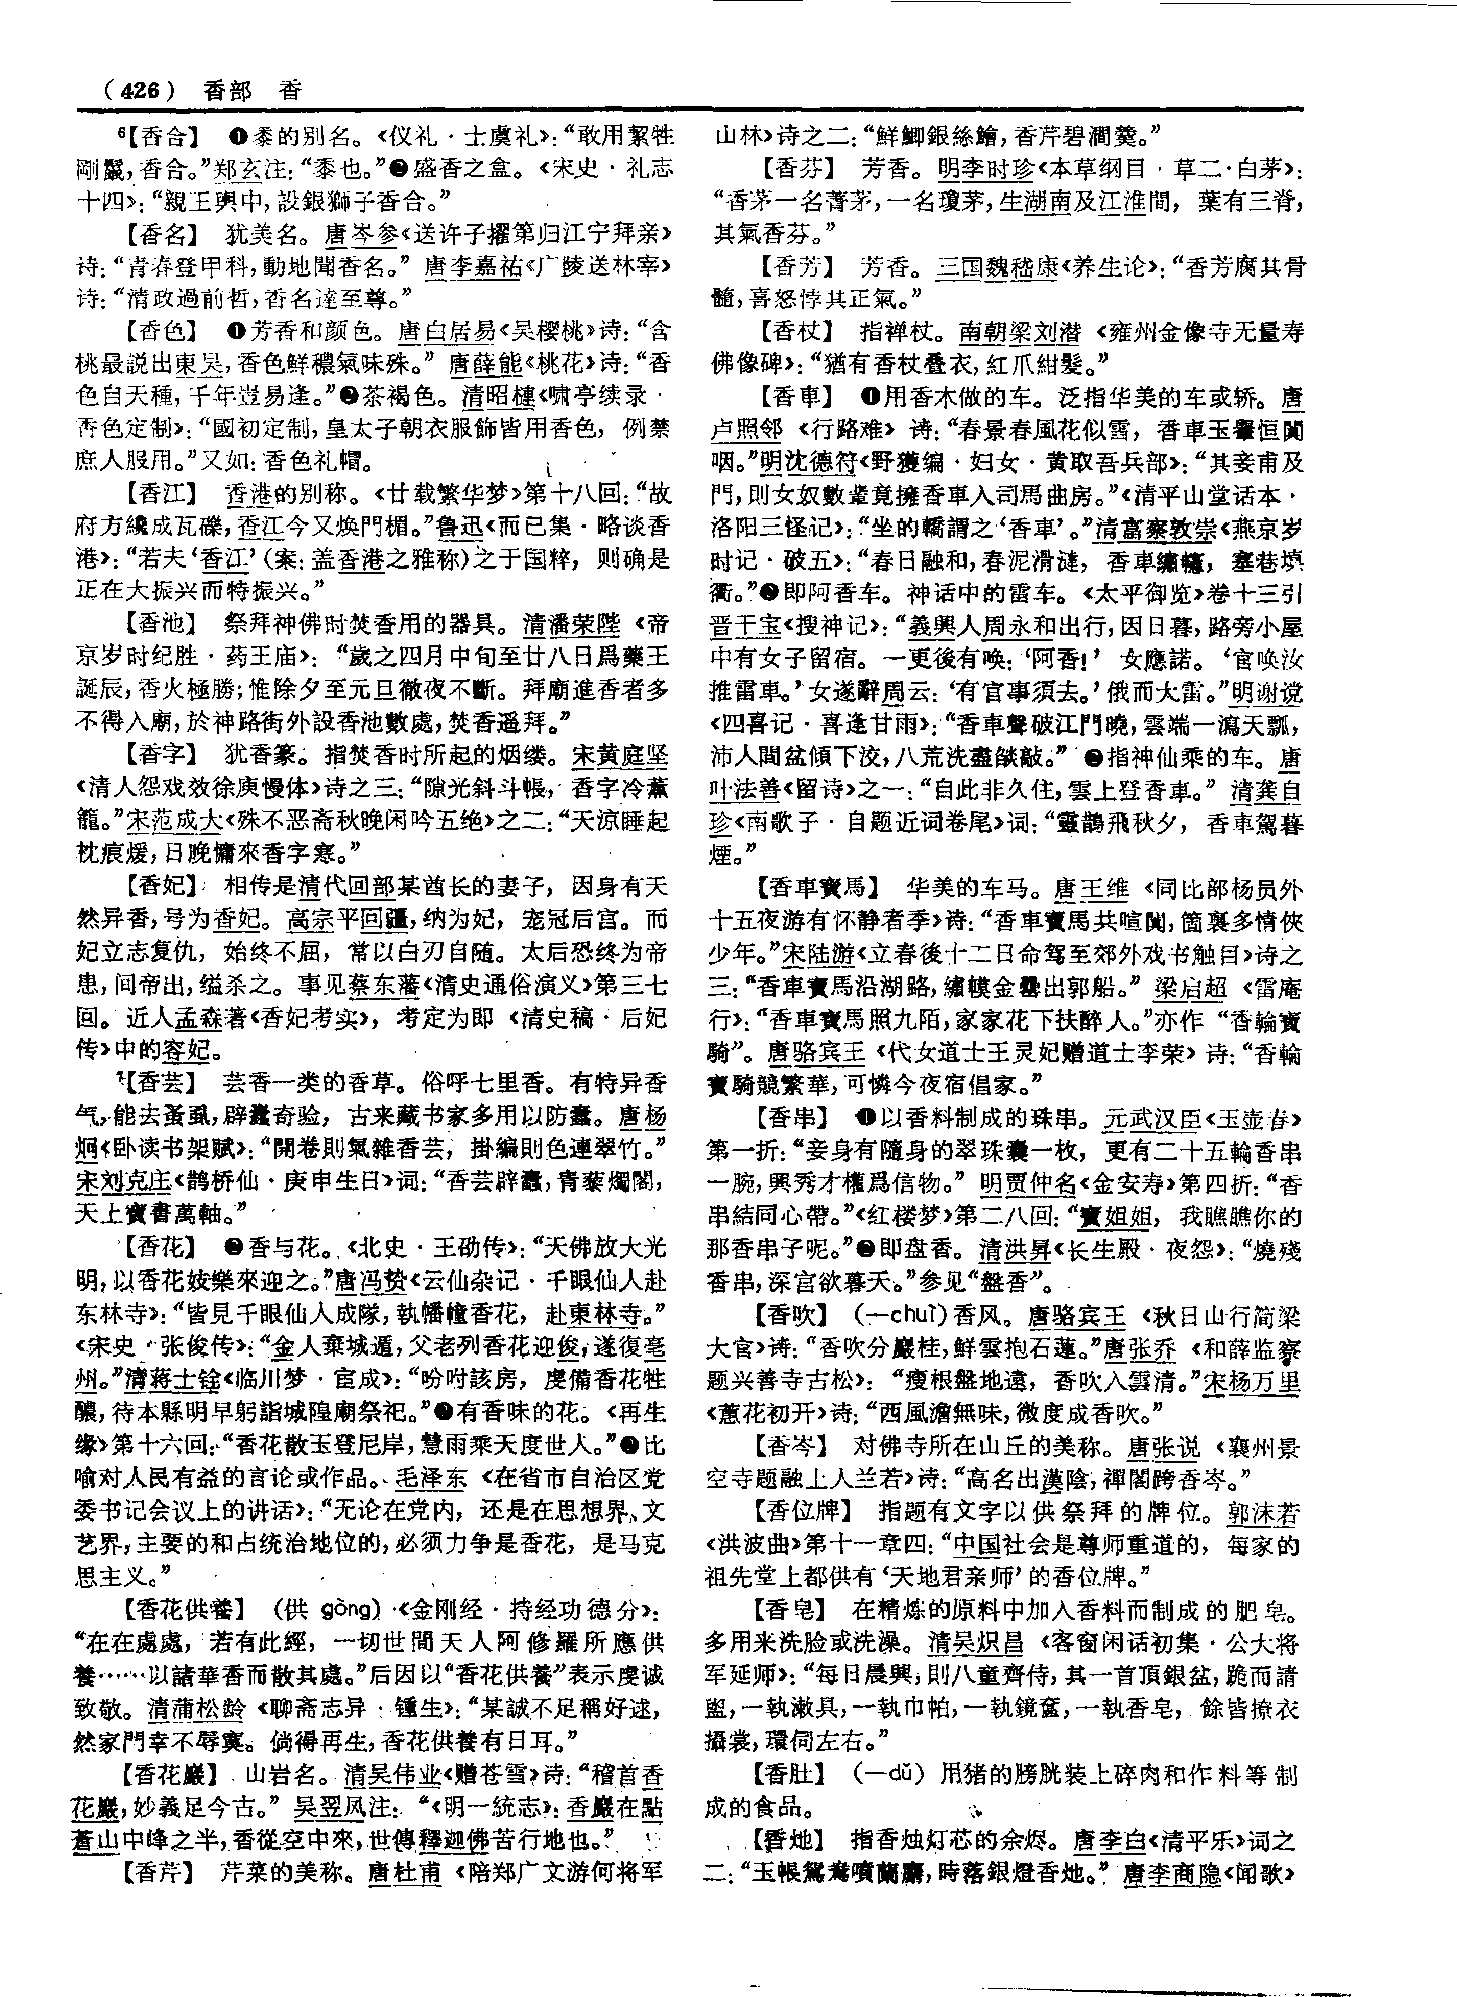 （426） 香部 香
⁶【香合】 ❶黍的别名。《仪礼·士虞礼》：“敢用絜牲
剛鬣，香合。”郑玄注：“黍也。”❷盛香之盒。《宋史·礼志
十四》：“親王輿中，設銀獅子香合。”
【香名】 犹美名。唐岑参《送许子擢第归江宁拜亲》
诗：“青春登甲科，動地聞香名。”唐李嘉祐《广陵送林宰》
诗：“清政過前哲，香名達至尊。”
【香色】 ❶芳香和颜色。唐白居易《吴樱桃》诗：“含
桃最説出東吴，香色鮮穠氣味殊。”唐薛能《桃花》诗：“香
色自天種，千年豈易逢。”❷茶褐色。清昭槤《啸亭续录·
香色定制》：“國初定制，皇太子朝衣服飾皆用香色，例禁
庶人服用。”又如：香色礼帽。
【香江】 香港的别称。《廿载繁华梦》第十八回：“故
府方纔成瓦礫，香江今又焕門楣。”鲁迅《而已集·略谈香
港》：“若夫‘香江’（案：盖香港之雅称）之于国粹，则确是
正在大振兴而特振兴。”
【香池】 祭拜神佛时焚香用的器具。清潘荣陛《帝
京岁时纪胜·药王庙》：“歲之四月中旬至廿八日爲藥王
誕辰，香火極勝；惟除夕至元旦徹夜不斷。拜廟進香者多
不得入廟，於神路街外設香池數處，焚香遥拜。”
【香字】 犹香篆。指焚香时所起的烟缕。宋黄庭坚
《清人怨戏效徐庾慢体》诗之三：“隙光斜斗帳，香字冷薰
籠。”宋范成大《殊不恶斋秋晚闲吟五绝》之二：“天涼睡起
枕痕煖，日晚慵來香字寒。”
【香妃】 相传是清代回部某酋长的妻子，因身有天
然异香，号为香妃。高宗平回疆，纳为妃，宠冠后宫。而
妃立志复仇，始终不屈，常以白刃自随。太后恐终为帝
患，间帝出，缢杀之。事见蔡东藩《清史通俗演义》第三七
回。近人孟森著《香妃考实》，考定为即《清史稿·后妃
传》中的容妃。
⁷【香芸】 芸香一类的香草。俗呼七里香。有特异香
气，能去蚤虱，辟蠹奇验，古来藏书家多用以防蠹。唐杨
炯《卧读书架赋》：“開卷則氣雜香芸，掛編則色連翠竹。”
宋刘克庄《鹊桥仙·庚申生日》词：“香芸辟蠹，青藜燭閣，
天上寶書萬軸。”
【香花】 ❶香与花。《北史·王劭传》：“天佛放大光
明，以香花妓樂來迎之。”唐冯贽《云仙杂记·千眼仙人赴
东林寺》：“皆見千眼仙人成隊，執幡幢香花，赴東林寺。”
《宋史·张俊传》：“金人棄城遁，父老列香花迎俊，遂復亳
州。”清蒋士铨《临川梦·宦成》：“吩咐該房，虔備香花牲
醴，待本縣明早躬詣城隍廟祭祀。”❷有香味的花。《再生
缘》第十六回：“香花散玉登尼岸，慧雨乘天度世人。”❸比
喻对人民有益的言论或作品。毛泽东《在省市自治区党
委书记会议上的讲话》：“无论在党内，还是在思想界、文
艺界，主要的和占统治地位的，必须力争是香花，是马克
思主义。”
【香花供養】 （供 gòng）《金刚经·持经功德分》：
“在在處處，若有此經，一切世間天人阿修羅所應供
養……以諸華香而散其處。”后因以“香花供養”表示虔诚
致敬。清蒲松龄《聊斋志异·锺生》：“某誠不足稱好逑，
然家門幸不辱寞。倘得再生，香花供養有日耳。”
【香花巖】 山岩名。清吴伟业《赠苍雪》诗：“稽首香
花巖，妙義足今古。”吴翌凤注：“《明一統志》：香巖在點
蒼山中峰之半，香從空中來，世傳釋迦佛苦行地也。”
【香芹】 芹菜的美称。唐杜甫《陪郑广文游何将军
山林》诗之二：“鮮鯽銀絲鱠，香芹碧澗羹。”
【香芬】 芳香。明李时珍《本草纲目·草二·白茅》：
“香茅一名菁茅，一名瓊茅，生湖南及江淮間，葉有三脊，
其氣香芬。”
【香芳】 芳香。三国魏嵇康《养生论》：“香芳腐其骨
髓，喜怒悖其正氣。”
【香杖】 指禅杖。南朝梁刘潜《雍州金像寺无量寿
佛像碑》：“猶有香杖叠衣，紅爪紺髮。”
【香車】 ❶用香木做的车。泛指华美的车或轿。唐
卢照邻《行路难》诗：“春景春風花似雪，香車玉轝恒闐
咽。”明沈德符《野獲编·妇女·黄取吾兵部》：“其妾甫及
門，則女奴數輩竟擁香車入司馬曲房。”《清平山堂话本·
洛阳三怪记》：“坐的轎謂之‘香車’。”清富察敦崇《燕京岁
时记·破五》：“春日融和，春泥滑澾，香車繡幰，塞巷填
衢。”❷即阿香车。神话中的雷车。《太平御览》卷十三引
晋干宝《搜神记》：“義興人周永和出行，因日暮，路旁小屋
中有女子留宿。一更後有唤：‘阿香！’女應諾。‘官唤汝
推雷車。’女遂辭周云：‘有官事須去。’俄而大雷。”明谢谠
《四喜记·喜逢甘雨》：“香車聲破江門曉，雲端一瀉天瓢，
沛人間盆傾下洨，八荒洗盡燄敲。”❸指神仙乘的车。唐
叶法善《留诗》之一：“自此非久住，雲上登香車。”清龚自
珍《南歌子·自题近词卷尾》词：“靈鵲飛秋夕，香車駕暮
煙。”
【香車寶馬】 华美的车马。唐王维《同比部杨员外
十五夜游有怀静者季》诗：“香車寶馬共喧闐，箇裏多情俠
少年。”宋陆游《立春後十二日命驾至郊外戏书触目》诗之
三：“香車寶馬沿湖路，繡幙金罍出郭船。”梁启超《雷庵
行》：“香車寶馬照九陌，家家花下扶醉人。”亦作“香輪寶
騎”。唐骆宾王《代女道士王灵妃赠道士李荣》诗：“香輪
寶騎競繁華，可憐今夜宿倡家。”
【香串】 ❶以香料制成的珠串。元武汉臣《玉壶春》
第一折：“妾身有隨身的翠珠囊一枚，更有二十五輪香串
一腕，與秀才權爲信物。”明贾仲名《金安寿》第四折：“香
串結同心帶。”《红楼梦》第二八回：“寶姐姐，我瞧瞧你的
那香串子呢。”❷即盘香。清洪昇《长生殿·夜怨》：“燒殘
香串，深宫欲暮天。”参见“盤香”。
【香吹】 （—chuī）香风。唐骆宾王《秋日山行简梁
大官》诗：“香吹分巖桂，鮮雲抱石蓮。”唐张乔《和薛监察
题兴善寺古松》：“瘦根盤地遠，香吹入雲清。”宋杨万里
《蕙花初开》诗：“西風澹無味，微度成香吹。”
【香岑】 对佛寺所在山丘的美称。唐张说《襄州景
空寺题融上人兰若》诗：“高名出漢陰，禪閣跨香岑。”
【香位牌】 指题有文字以供祭拜的牌位。郭沫若
《洪波曲》第十一章四：“中国社会是尊师重道的，每家的
祖先堂上都供有‘天地君亲师’的香位牌。”
【香皂】 在精炼的原料中加入香料而制成的肥皂。
多用来洗脸或洗澡。清吴炽昌《客窗闲话初集·公大将
军延师》：“每日晨興，則八童齊侍，其一首頂銀盆，跪而請
盥，一執漱具，一執巾帕，一執鏡奩，一執香皂，餘皆撩衣
攝裳，環伺左右。”
【香肚】 （—dǔ）用猪的膀胱装上碎肉和作料等制
成的食品。
【香灺】 指香烛灯芯的余烬。唐李白《清平乐》词之
二：“玉帳鴛鴦噴蘭麝，時落銀燈香灺。”唐李商隐《闻歌》